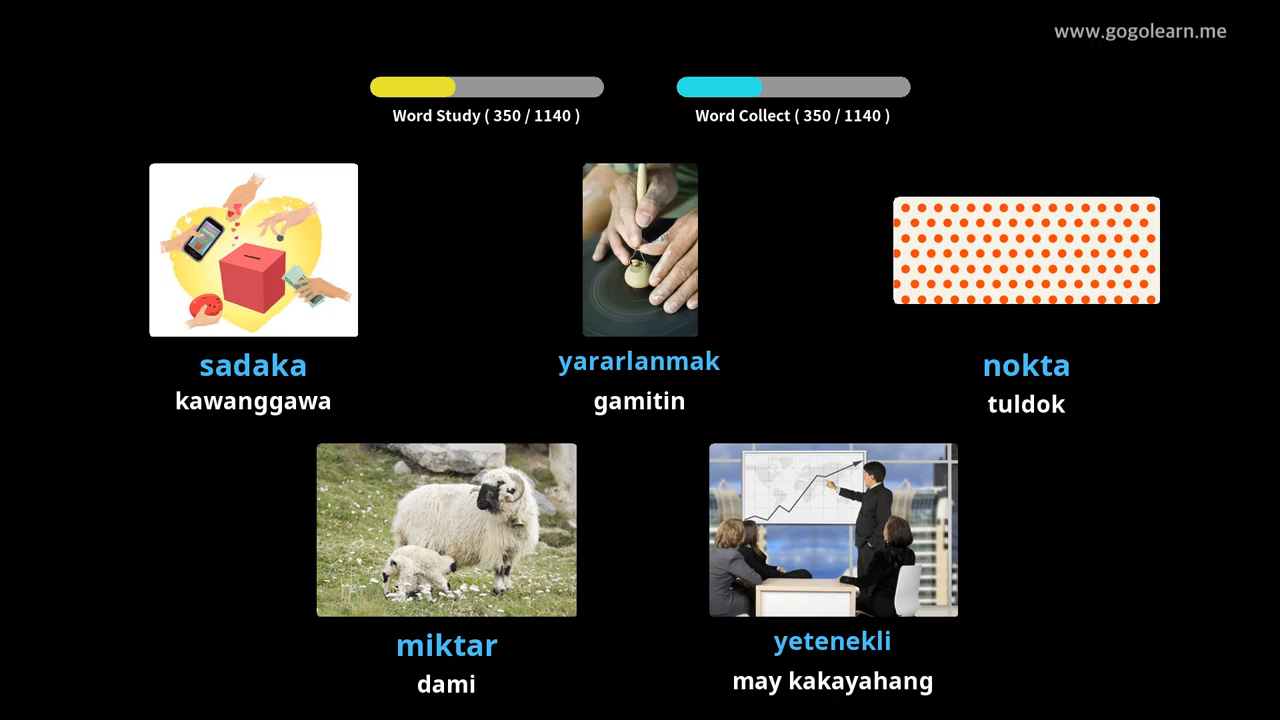 www.gogolearn.me
Word Study ( 350 / 1140 )
Word Collect ( 350 / 1140 )
sadaka
kawanggawa
yararlanmak
gamitin
nokta
tuldok
miktar
dami
yetenekli
may kakayahang